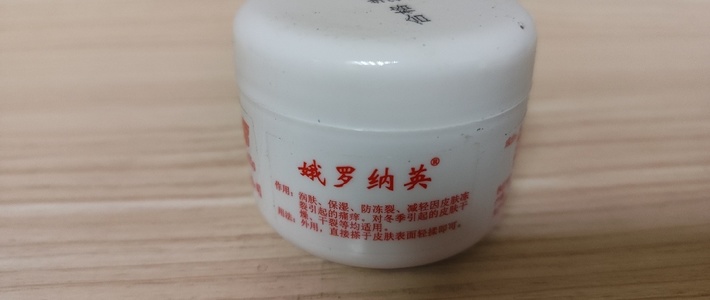 娥罗纳英®
作用：润肤、保湿、防冻裂、减轻因皮肤冻
裂引起的瘙痒。对冬季引起的皮肤干
燥、干裂等均适用。
用法：外用，直接搽于皮肤表面轻揉即可。